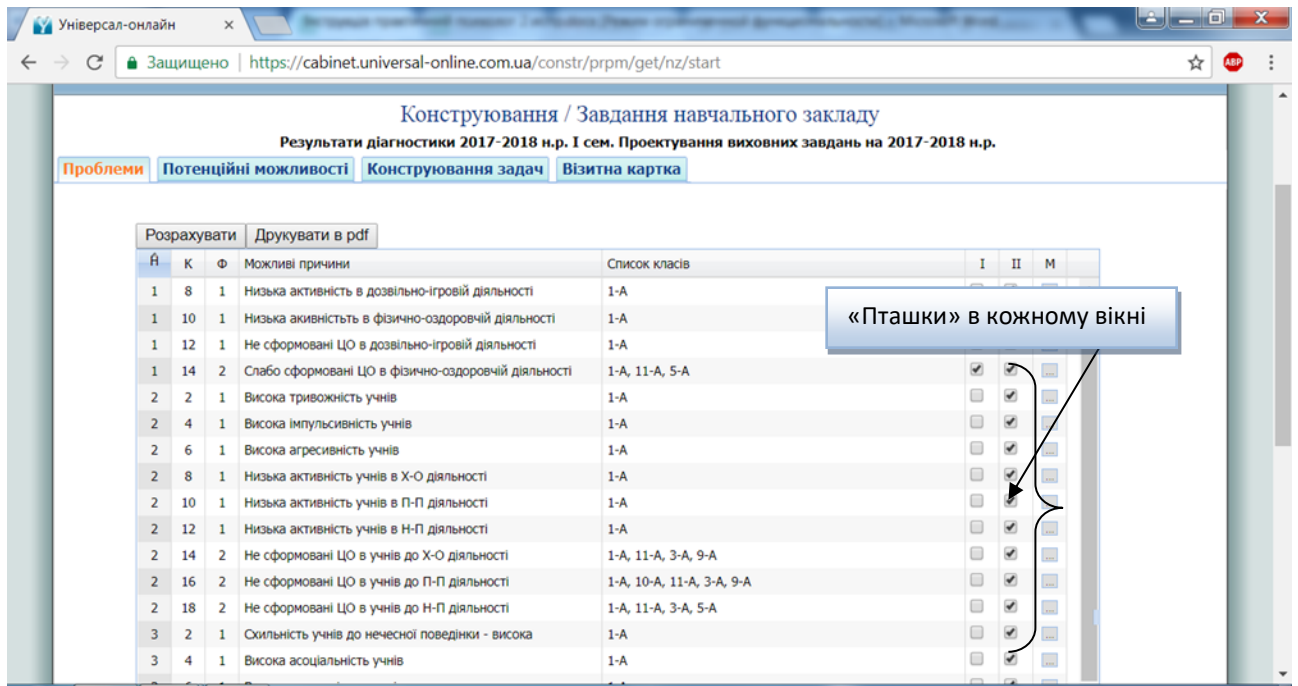 Універсал-онлайн
Защищено | https://cabinet.universal-online.com.ua/constr/prpm/get/nz/start
ABP
Конструювання / Завдання навчального закладу
Результати діагностики 2017-2018 н.р. І сем. Проектування виховних завдань на 2017-2018 н.р.
Проблеми Потенційні можливості Конструювання задач Візитна картка
Розрахувати Друкувати в pdf
К Ф Можливі причини Список класів I II М
1 8 1 Низька активність в дозвільно-ігровій діяльності 1-А
«Пташки» в кожному вікні
1 10 1 Низька акивністьть в фізично-оздоровчій діяльності 1-А
1 12 1 Не сформовані ЦО в дозвільно-ігровій діяльності 1-А
1 14 2 Слабо сформовані ЦО в фізично-оздоровчій діяльності 1-А, 11-А, 5-А ...
2 2 1 Висока тривожність учнів 1-А ...
2 4 1 Висока імпульсивність учнів 1-А ...
2 6 1 Висока агресивність учнів 1-А ...
2 8 1 Низька активність учнів в Х-О діяльності 1-А ...
2 10 1 Низька активність учнів в П-П діяльності 1-А ...
2 12 1 Низька активність учнів в Н-П діяльності 1-А ...
2 14 2 Не сформовані ЦО в учнів до Х-О діяльності 1-А, 11-А, 3-А, 9-А ...
2 16 2 Не сформовані ЦО в учнів до П-П діяльності 1-А, 10-А, 11-А, 3-А, 9-А ...
2 18 2 Не сформовані ЦО в учнів до Н-П діяльності 1-А, 11-А, 3-А, 5-А ...
3 2 1 Схильність учнів до нечесної поведінки - висока 1-А ...
3 4 1 Висока асоціальність учнів 1-А ...